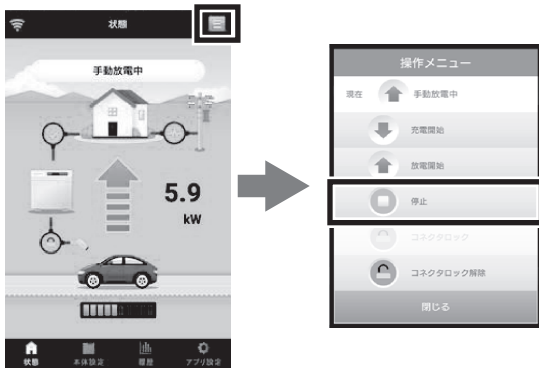 状態
手動放電中
5.9
kW
状態
本体設定
履歴
アプリ設定
操作メニュー
現在 手動放電中
充電開始
放電開始
停止
コネクタロック
コネクタロック解除
閉じる